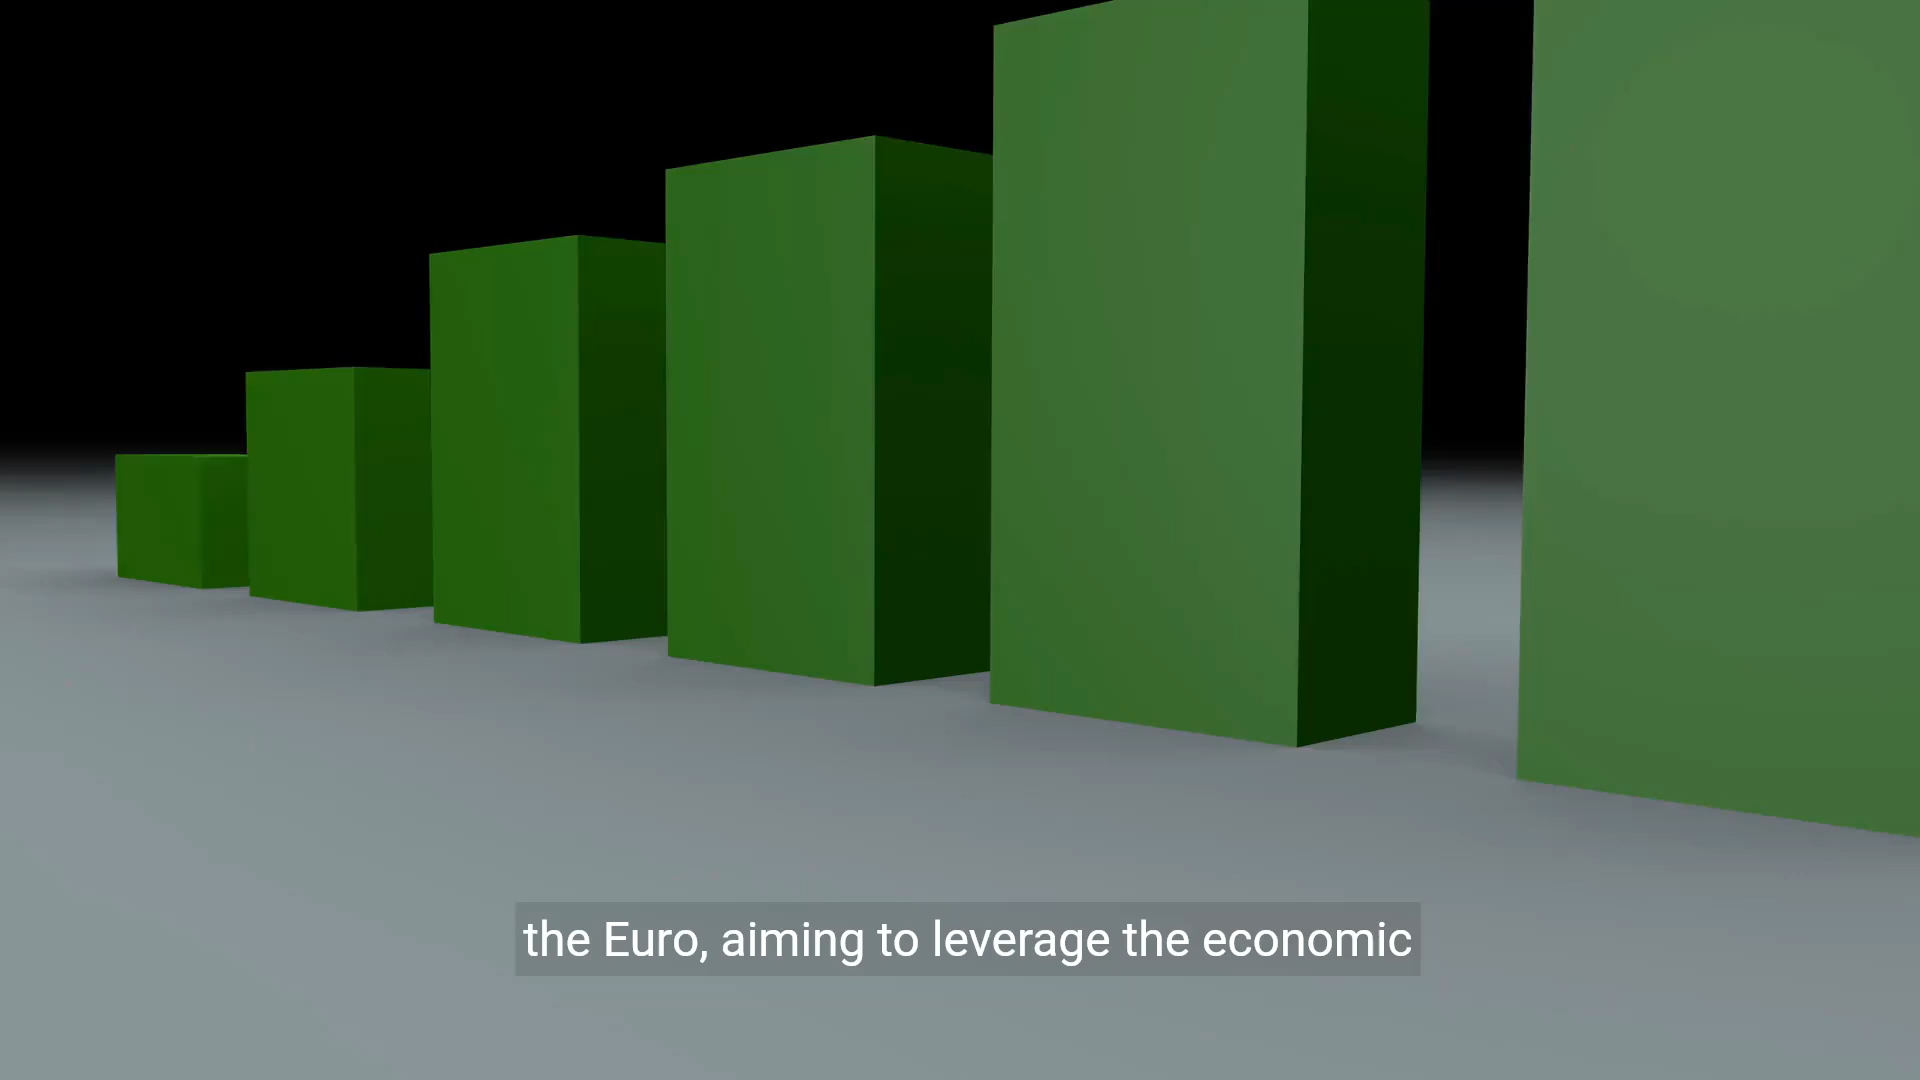 the Euro, aiming to leverage the economic